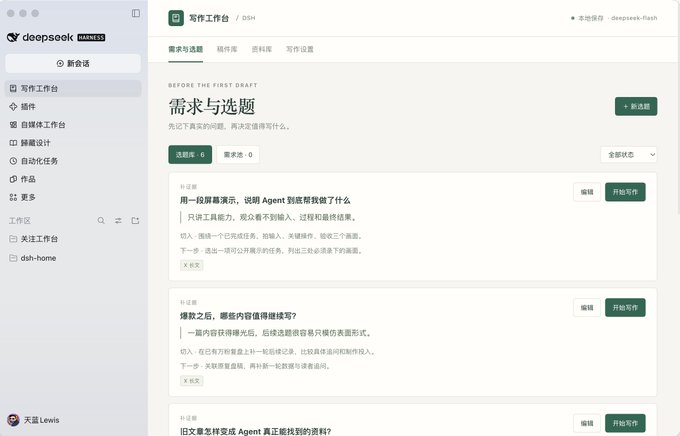 deepseek HARNESS
新会话
写作工作台
插件
自媒体工作台
歸藏设计
自动化任务
作品
更多
工作区
关注工作台
dsh-home
天蓝Lewis
写作工作台 / DSH
本地保存 · deepseek-flash
需求与选题 稿件库 资料库 写作设置
BEFORE THE FIRST DRAFT
需求与选题
先记下真实的问题，再决定值得写什么。
+ 新选题
选题库 · 6 需求池 · 0
全部状态
补证据
用一段屏幕演示，说明 Agent 到底帮我做了什么
只讲工具能力，观众看不到输入、过程和最终结果。
切入 · 围绕一个已完成任务，拍输入、关键操作、验收三个画面。
下一步 · 选出一项可公开展示的任务，列出三处必须录下的画面。
X 长文
编辑 开始写作
补证据
爆款之后，哪些内容值得继续写？
一篇内容获得曝光后，后续选题很容易只模仿表面形式。
切入 · 在已有万粉复盘上补一轮后续记录，比较具体追问和制作投入。
下一步 · 关联原复盘稿，再补新一轮数据与读者追问。
X 长文
编辑 开始写作
补证据
旧文章怎样变成 Agent 真正能找到的资料？
编辑 开始写作